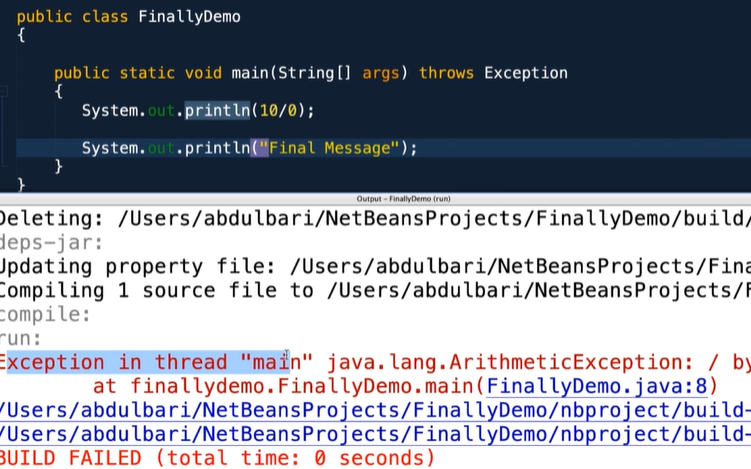 public class FinallyDemo
{
public static void main(String[] args) throws Exception
{
System.out.println(10/0);
System.out.println("Final Message");
}
}
Output - FinallyDemo (run)
Deleting: /Users/abdulbari/NetBeansProjects/FinallyDemo/build/
deps-jar:
Updating property file: /Users/abdulbari/NetBeansProjects/Fina
Compiling 1 source file to /Users/abdulbari/NetBeansProjects/F
compile:
run:
Exception in thread "main" java.lang.ArithmeticException: / by
at finallydemo.FinallyDemo.main(FinallyDemo.java:8)
/Users/abdulbari/NetBeansProjects/FinallyDemo/nbproject/build-
/Users/abdulbari/NetBeansProjects/FinallyDemo/nbproject/build-
BUILD FAILED (total time: 0 seconds)